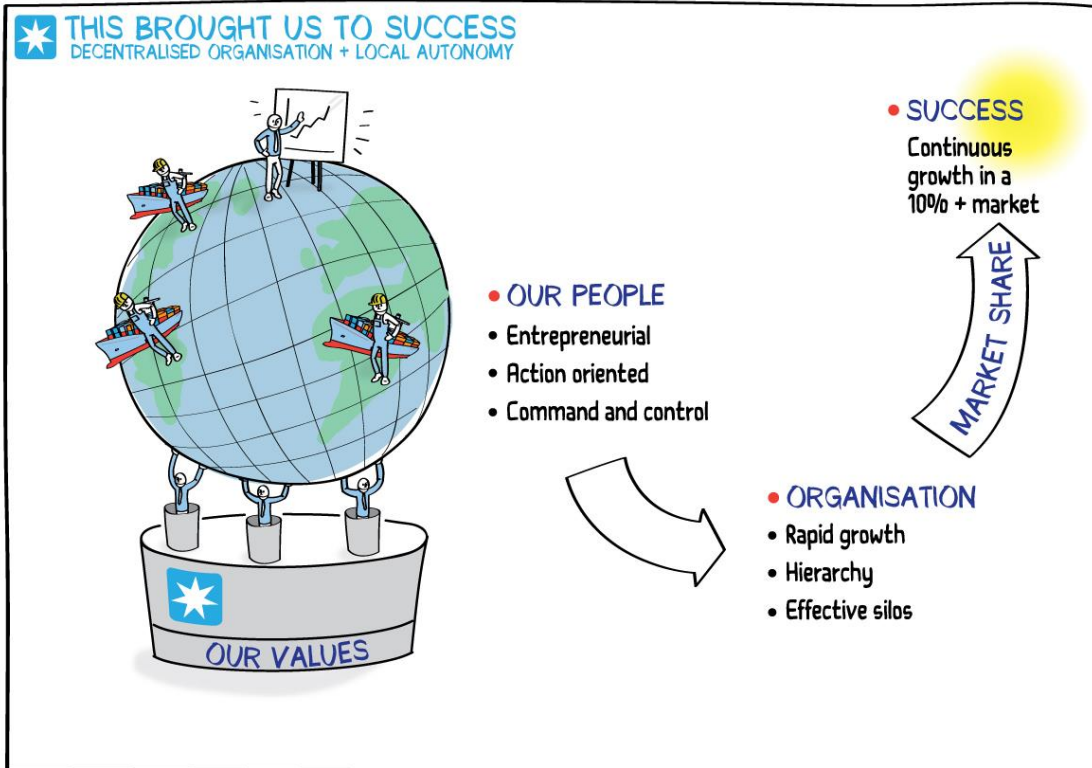 THIS BROUGHT US TO SUCCESS
DECENTRALISED ORGANISATION + LOCAL AUTONOMY
• SUCCESS
Continuous
growth in a
10% + market
MARKET SHARE
• OUR PEOPLE
• Entrepreneurial
• Action oriented
• Command and control
• ORGANISATION
• Rapid growth
• Hierarchy
• Effective silos
OUR VALUES